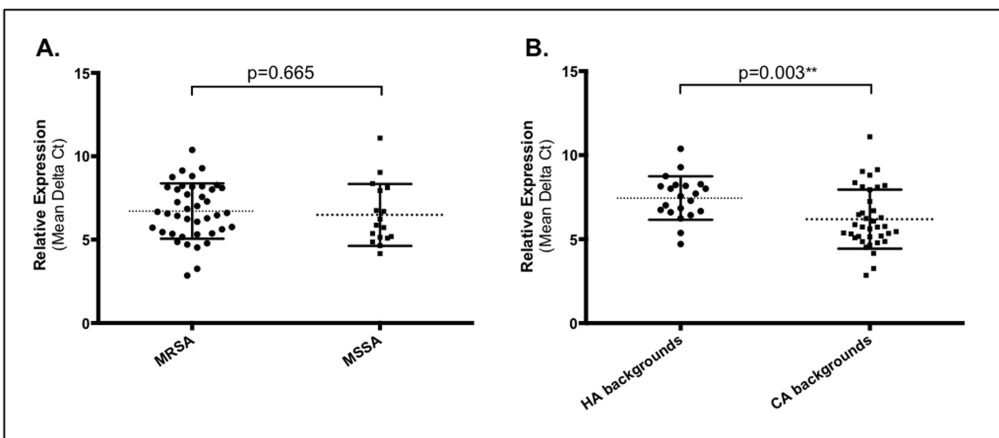 A.
p=0.665
Relative Expression
(Mean Delta Ct)
15
10
5
0
MRSA
MSSA
B.
p=0.003**
Relative Expression
(Mean Delta Ct)
15
10
5
0
HA backgrounds
CA backgrounds